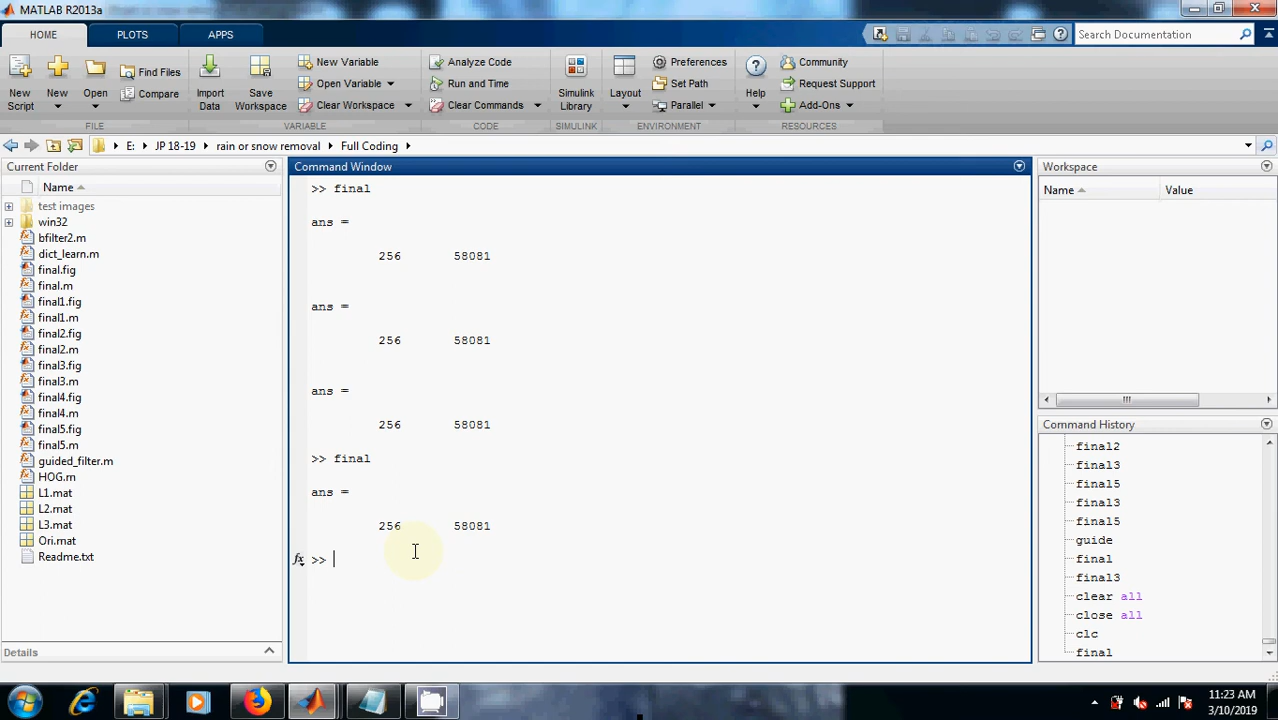 MATLAB R2013a
HOME PLOTS APPS
Search Documentation
New Script
New
Open
Find Files
Compare
FILE
Import Data
Save Workspace
New Variable
Open Variable
Clear Workspace
VARIABLE
Analyze Code
Run and Time
Clear Commands
CODE
Simulink Library
SIMULINK
Layout
Preferences
Set Path
Parallel
ENVIRONMENT
Help
Community
Request Support
Add-Ons
RESOURCES
E: JP 18-19 rain or snow removal Full Coding
Current Folder
Name
test images
win32
bfilter2.m
dict_learn.m
final.fig
final.m
final1.fig
final1.m
final2.fig
final2.m
final3.fig
final3.m
final4.fig
final4.m
final5.fig
final5.m
guided_filter.m
HOG.m
L1.mat
L2.mat
L3.mat
Ori.mat
Readme.txt
Details
Command Window
>> final
ans =
256 58081
ans =
256 58081
ans =
256 58081
>> final
ans =
256 58081
fx >>
Workspace
Name Value
Command History
final2
final3
final5
final3
final5
guide
final
final3
clear all
close all
clc
final
11:23 AM
3/10/2019